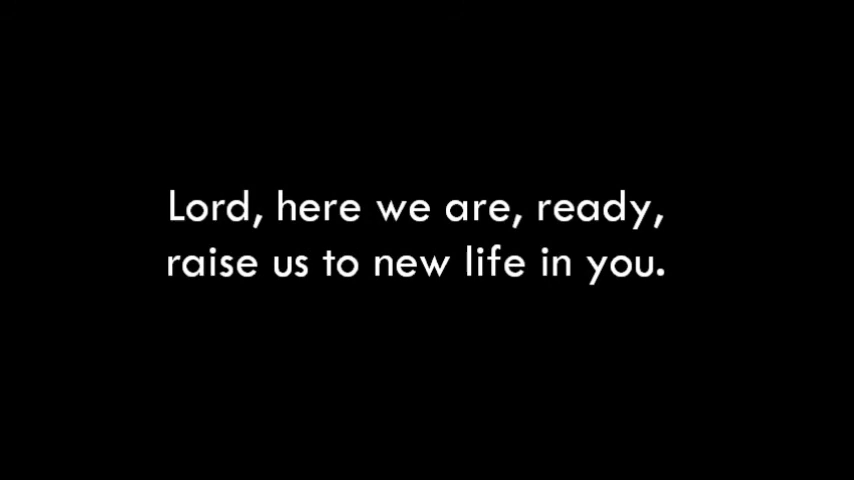 Lord, here we are, ready,
raise us to new life in you.